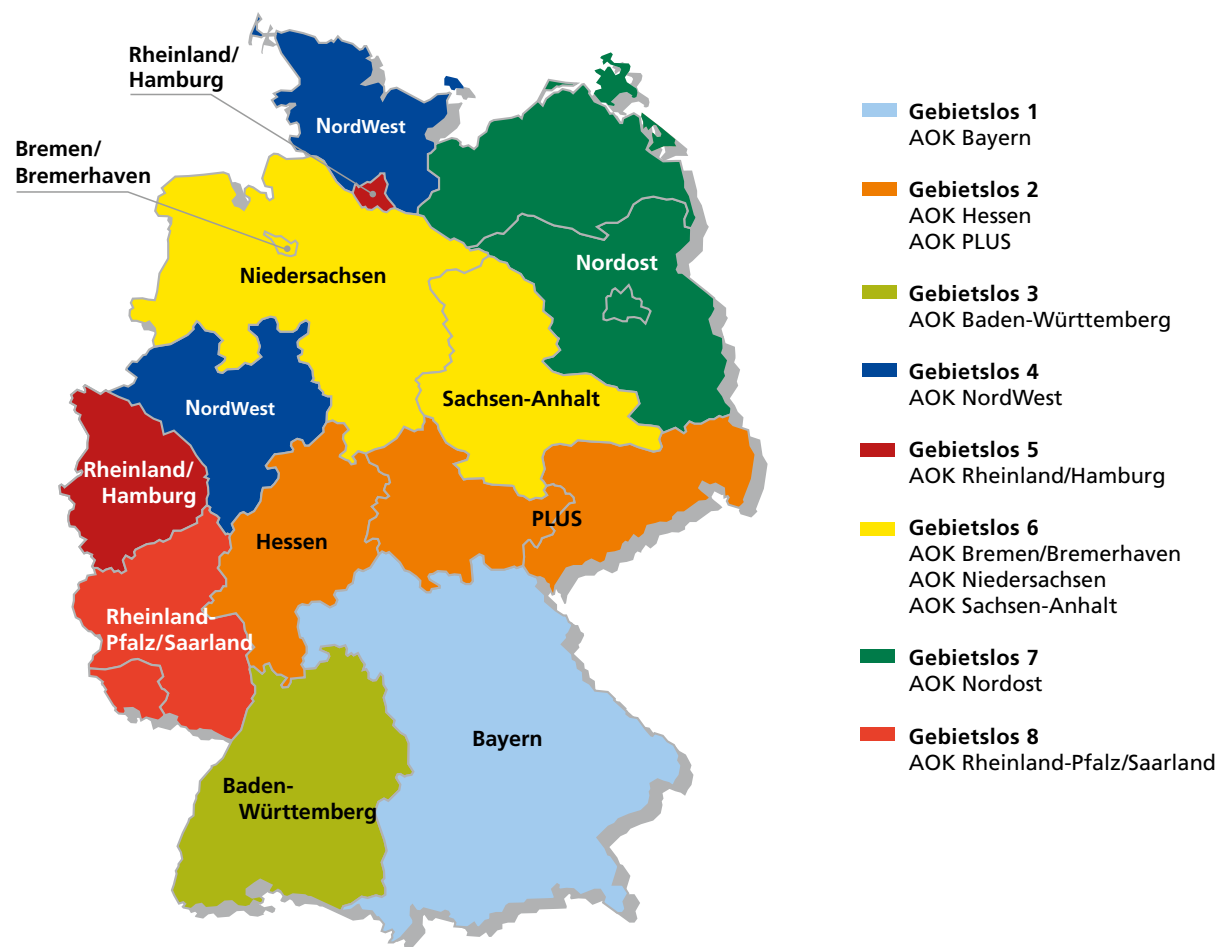 Rheinland/
Hamburg
NordWest
Bremen/
Bremerhaven
Niedersachsen
Nordost
NordWest
Sachsen-Anhalt
Rheinland/
Hamburg
Hessen
PLUS
Rheinland-
Pfalz/Saarland
Bayern
Baden-
Württemberg
Gebietslos 1
AOK Bayern
Gebietslos 2
AOK Hessen
AOK PLUS
Gebietslos 3
AOK Baden-Württemberg
Gebietslos 4
AOK NordWest
Gebietslos 5
AOK Rheinland/Hamburg
Gebietslos 6
AOK Bremen/Bremerhaven
AOK Niedersachsen
AOK Sachsen-Anhalt
Gebietslos 7
AOK Nordost
Gebietslos 8
AOK Rheinland-Pfalz/Saarland